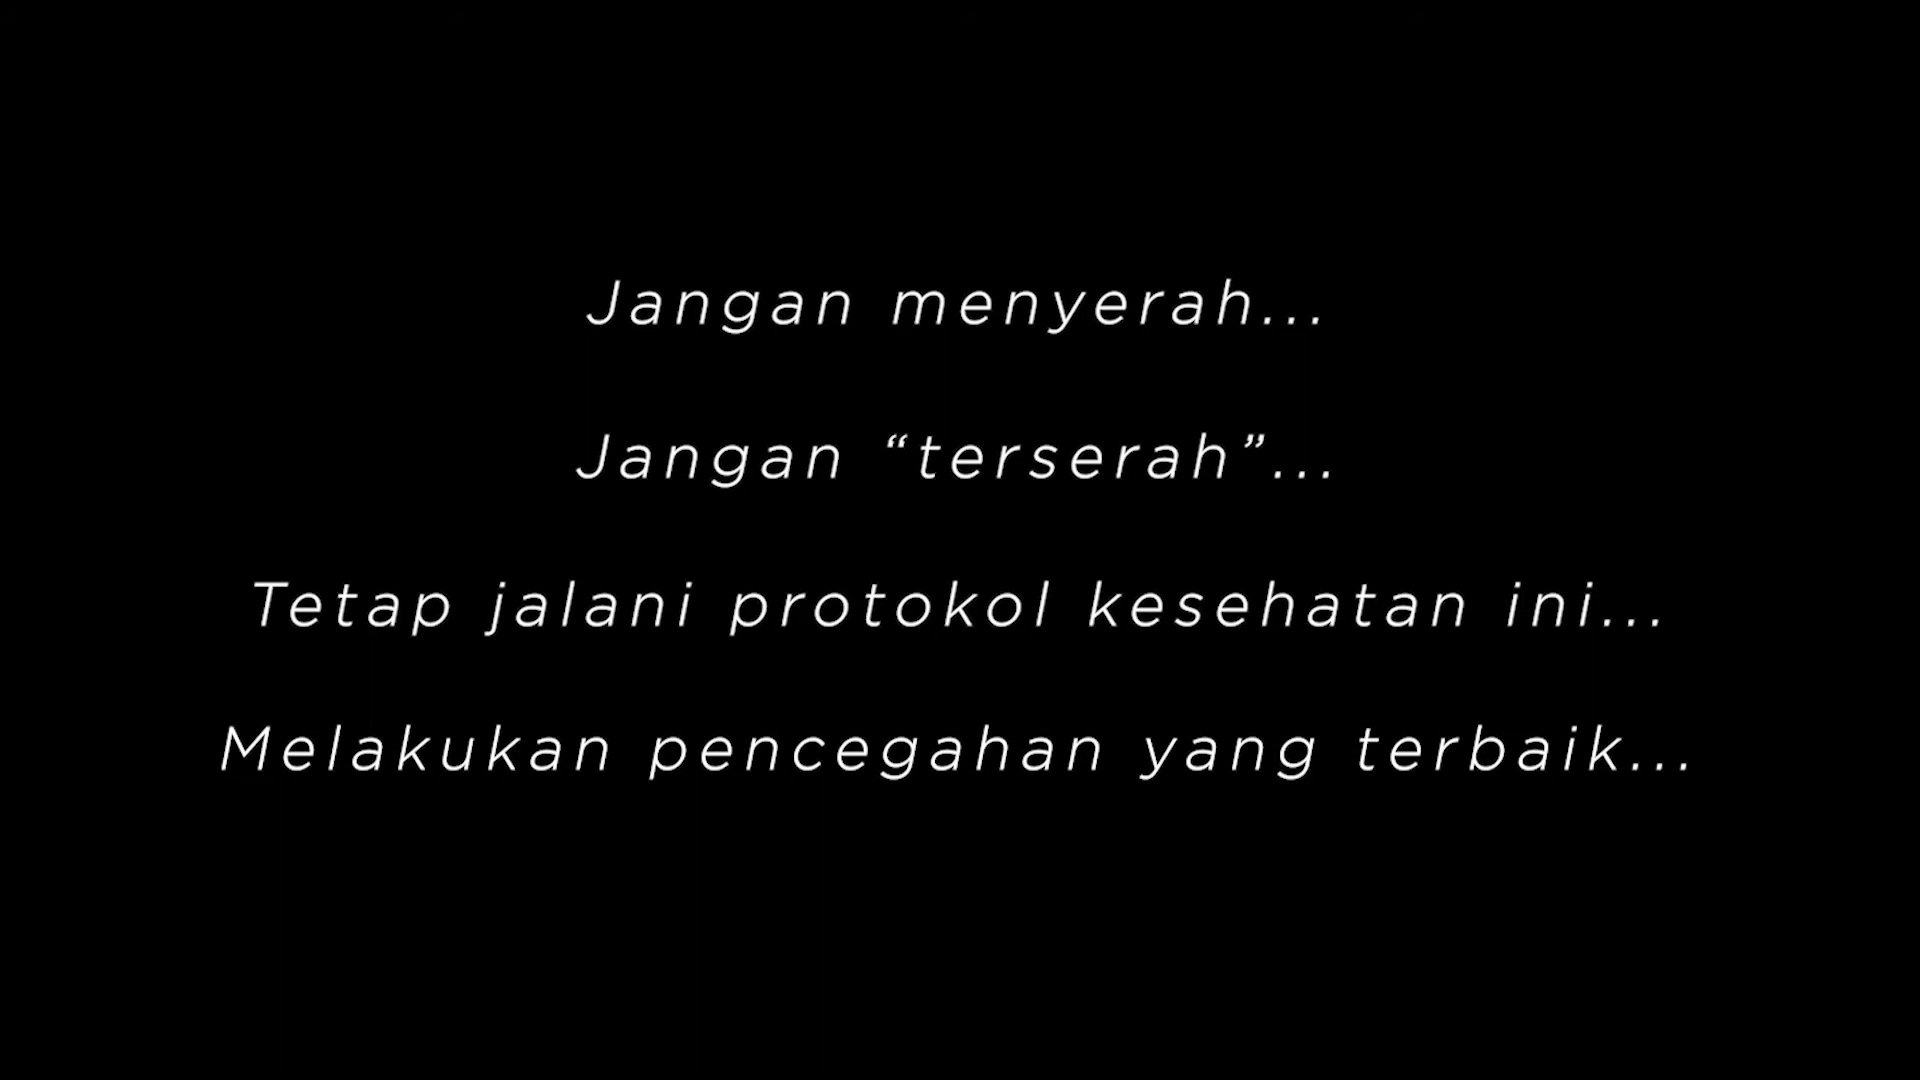 Jangan menyerah...
Jangan “terserah”...
Tetap jalani protokol kesehatan ini...
Melakukan pencegahan yang terbaik...